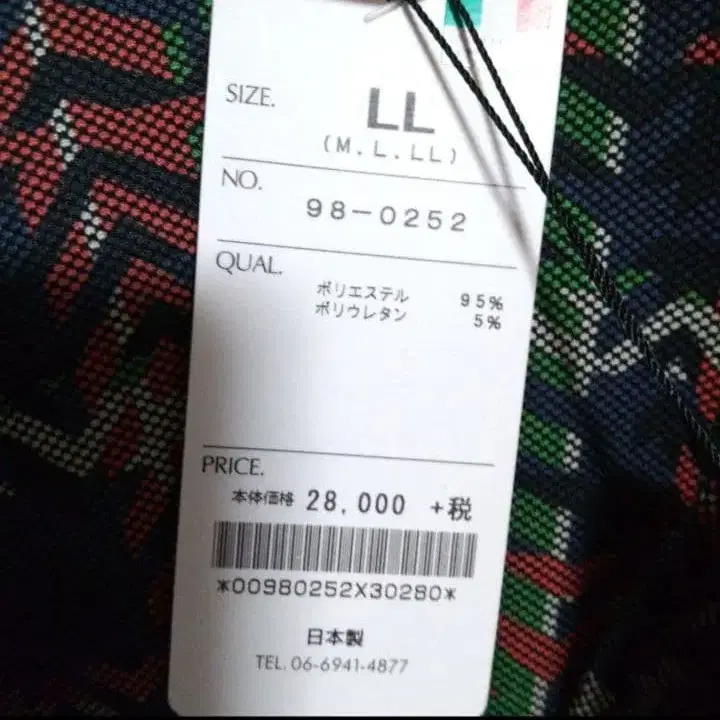 SIZE.
LL
(M. L. LL)
NO.
98-0252
QUAL.
ポリエステル 95%
ポリウレタン 5%
PRICE.
本体価格 28,000 +税
*00980252X30280*
日本製
TEL. 06-6941-4877